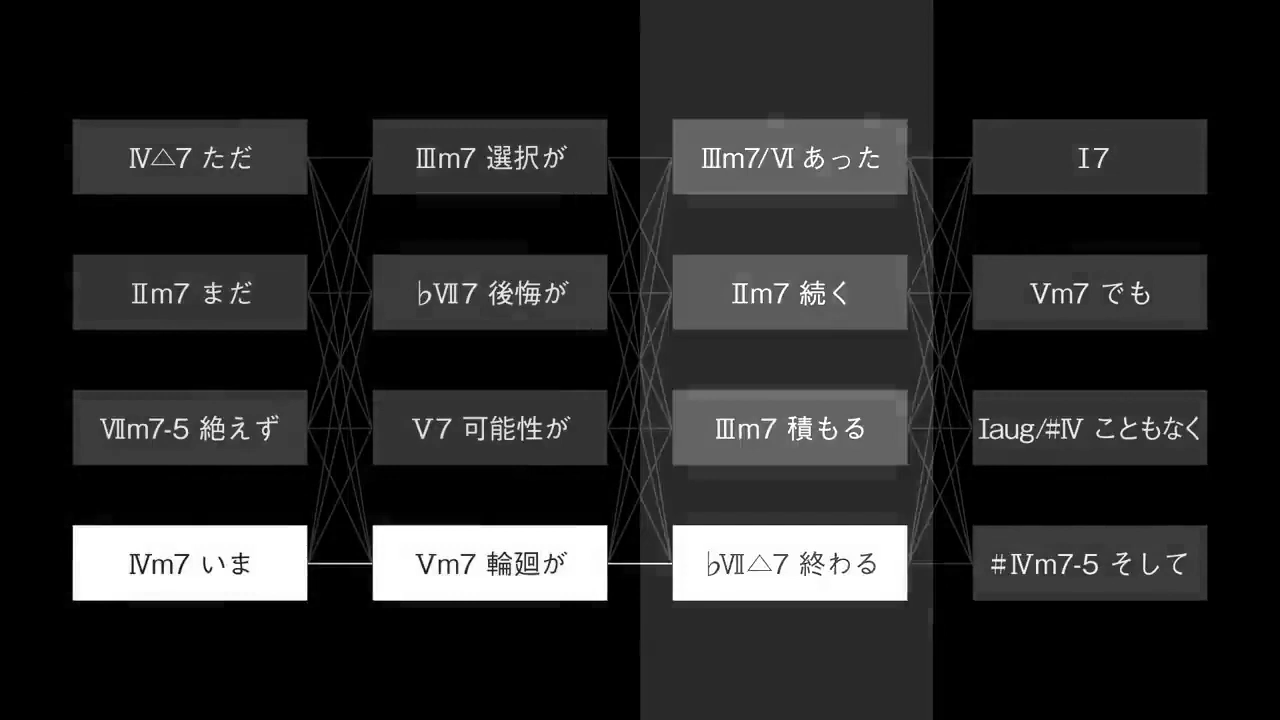 Ⅳ△7 ただ
Ⅲm7 選択が
Ⅲm7/Ⅵ あった
Ⅰ7
Ⅱm7 まだ
♭Ⅶ7 後悔が
Ⅱm7 続く
Ⅴm7 でも
Ⅶm7-5 絶えず
Ⅴ7 可能性が
Ⅲm7 積もる
Ⅰaug/#Ⅳ こともなく
Ⅳm7 いま
Ⅴm7 輪廻が
♭Ⅶ△7 終わる
#Ⅳm7-5 そして